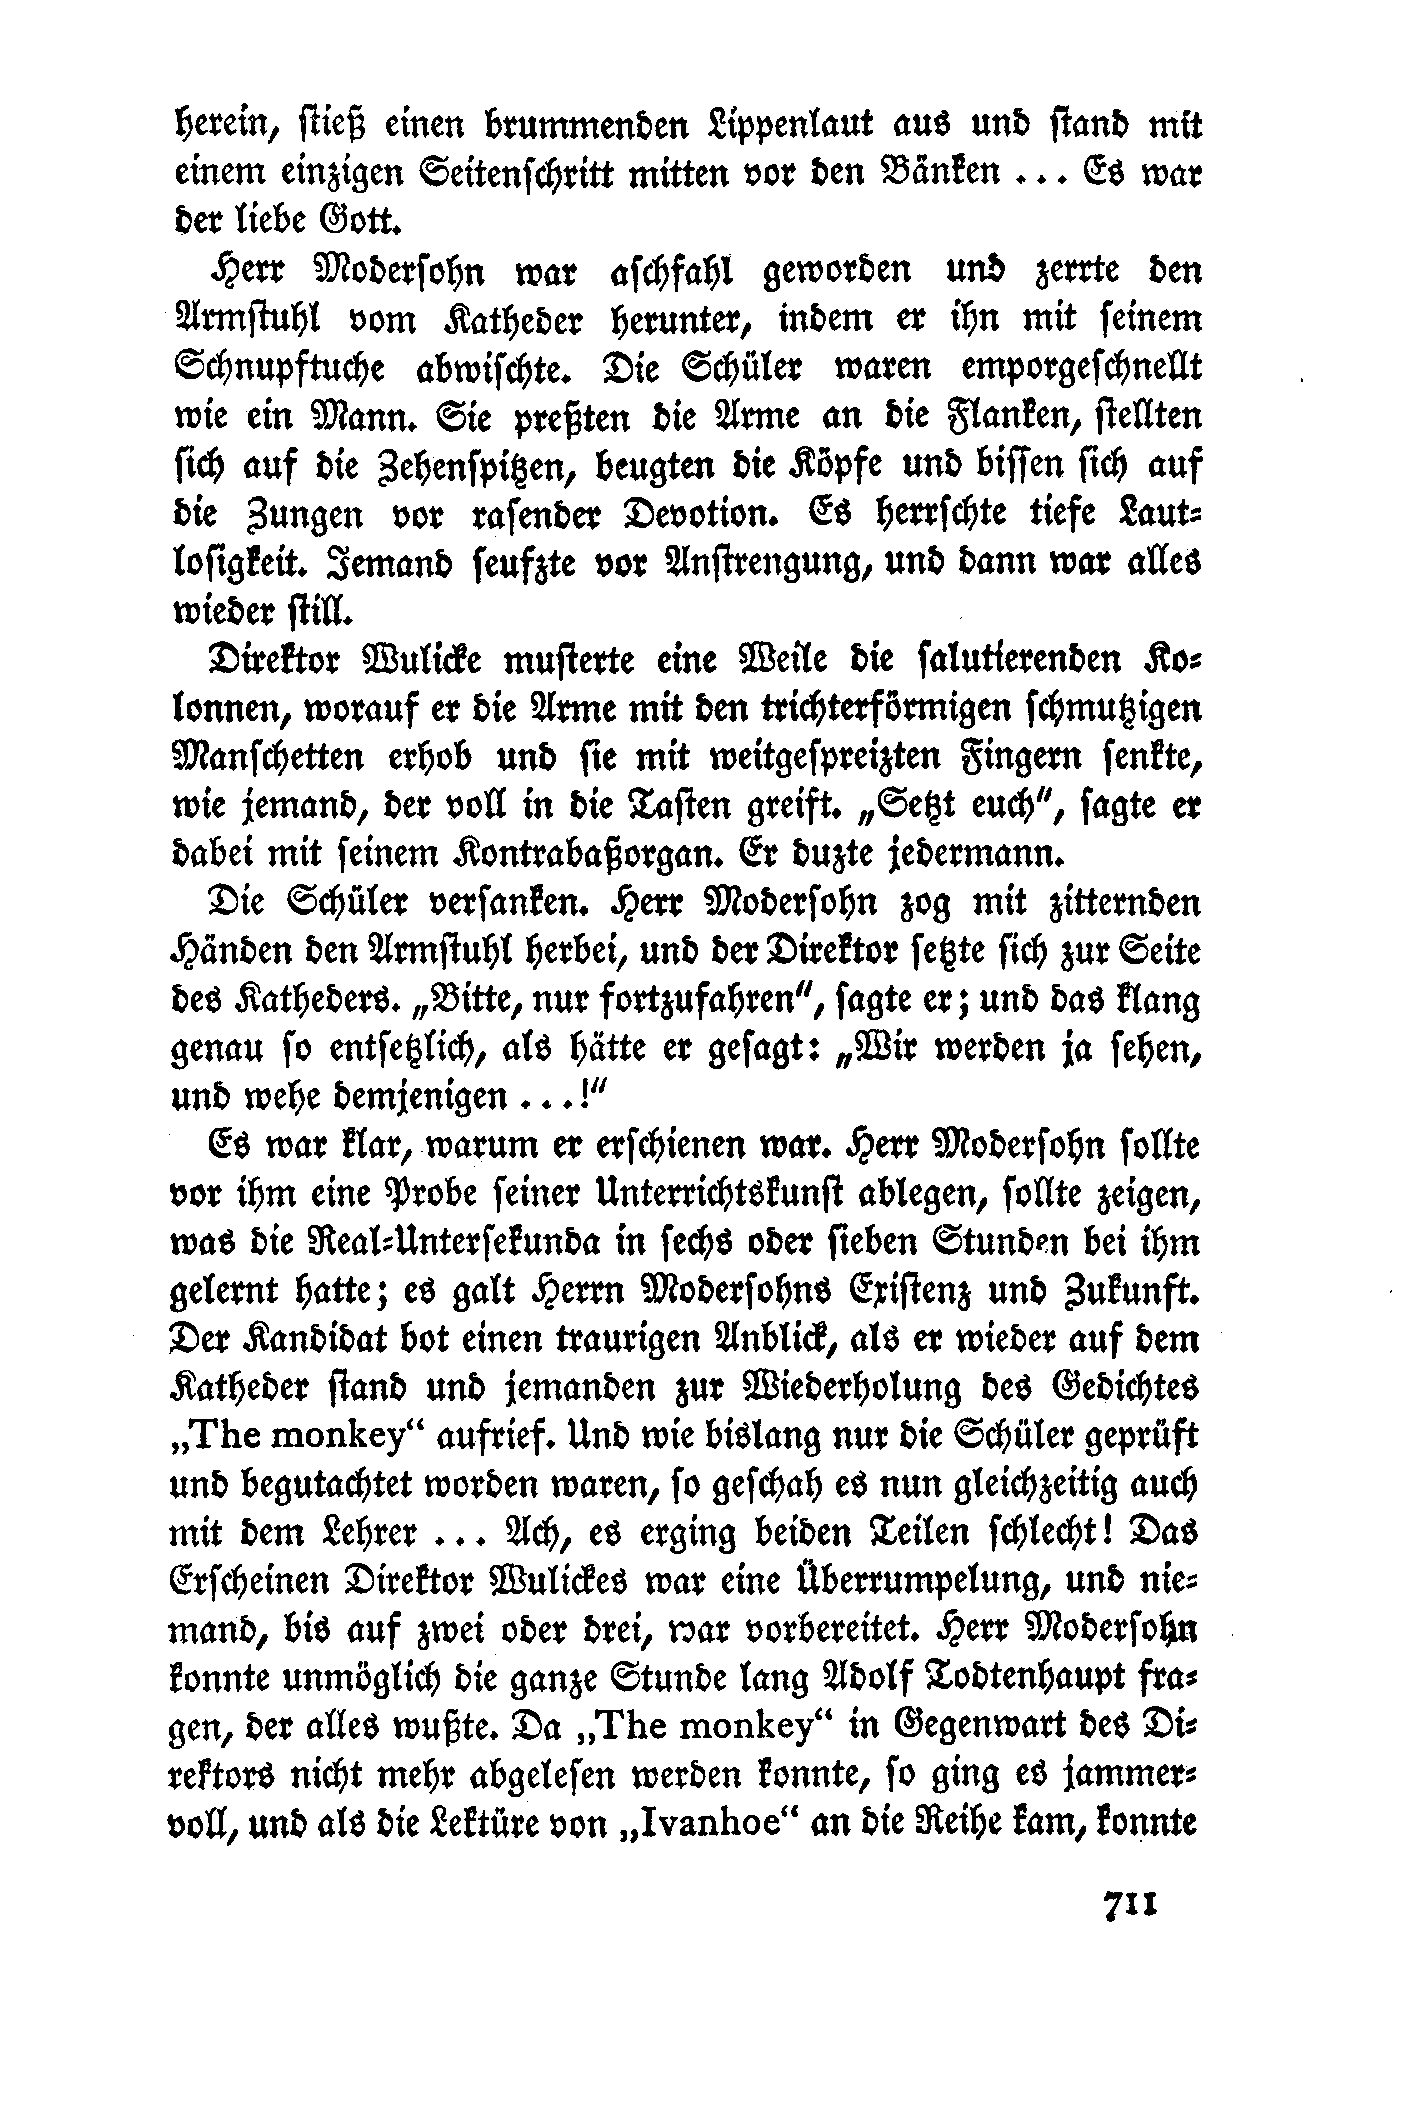 herein, stieß einen brummenden Lippenlaut aus und stand mit
einem einzigen Seitenschritt mitten vor den Bänken ... Es war
der liebe Gott.
Herr Modersohn war aschfahl geworden und zerrte den
Armstuhl vom Katheder herunter, indem er ihn mit seinem
Schnupftuche abwischte. Die Schüler waren emporgeschnellt
wie ein Mann. Sie preßten die Arme an die Flanken, stellten
sich auf die Zehenspitzen, beugten die Köpfe und bissen sich auf
die Zungen vor rasender Devotion. Es herrschte tiefe Laut-
losigkeit. Jemand seufzte vor Anstrengung, und dann war alles
wieder still.
Direktor Wulicke musterte eine Weile die salutierenden Ko-
lonnen, worauf er die Arme mit den trichterförmigen schmutzigen
Manschetten erhob und sie mit weitgespreizten Fingern senkte,
wie jemand, der voll in die Tasten greift. „Setzt euch“, sagte er
dabei mit seinem Kontrabaßorgan. Er duzte jedermann.
Die Schüler versanken. Herr Modersohn zog mit zitternden
Händen den Armstuhl herbei, und der Direktor setzte sich zur Seite
des Katheders. „Bitte, nur fortzufahren“, sagte er; und das klang
genau so entsetzlich, als hätte er gesagt: „Wir werden ja sehen,
und wehe demjenigen ...!“
Es war klar, warum er erschienen war. Herr Modersohn sollte
vor ihm eine Probe seiner Unterrichtskunst ablegen, sollte zeigen,
was die Real-Untersekunda in sechs oder sieben Stunden bei ihm
gelernt hatte; es galt Herrn Modersohns Existenz und Zukunft.
Der Kandidat bot einen traurigen Anblick, als er wieder auf dem
Katheder stand und jemanden zur Wiederholung des Gedichtes
„The monkey“ aufrief. Und wie bislang nur die Schüler geprüft
und begutachtet worden waren, so geschah es nun gleichzeitig auch
mit dem Lehrer ... Ach, es erging beiden Teilen schlecht! Das
Erscheinen Direktor Wulickes war eine Überrumpelung, und nie-
mand, bis auf zwei oder drei, war vorbereitet. Herr Modersohn
konnte unmöglich die ganze Stunde lang Adolf Todtenhaupt fra-
gen, der alles wußte. Da „The monkey“ in Gegenwart des Di-
rektors nicht mehr abgelesen werden konnte, so ging es jammer-
voll, und als die Lektüre von „Ivanhoe“ an die Reihe kam, konnte
711